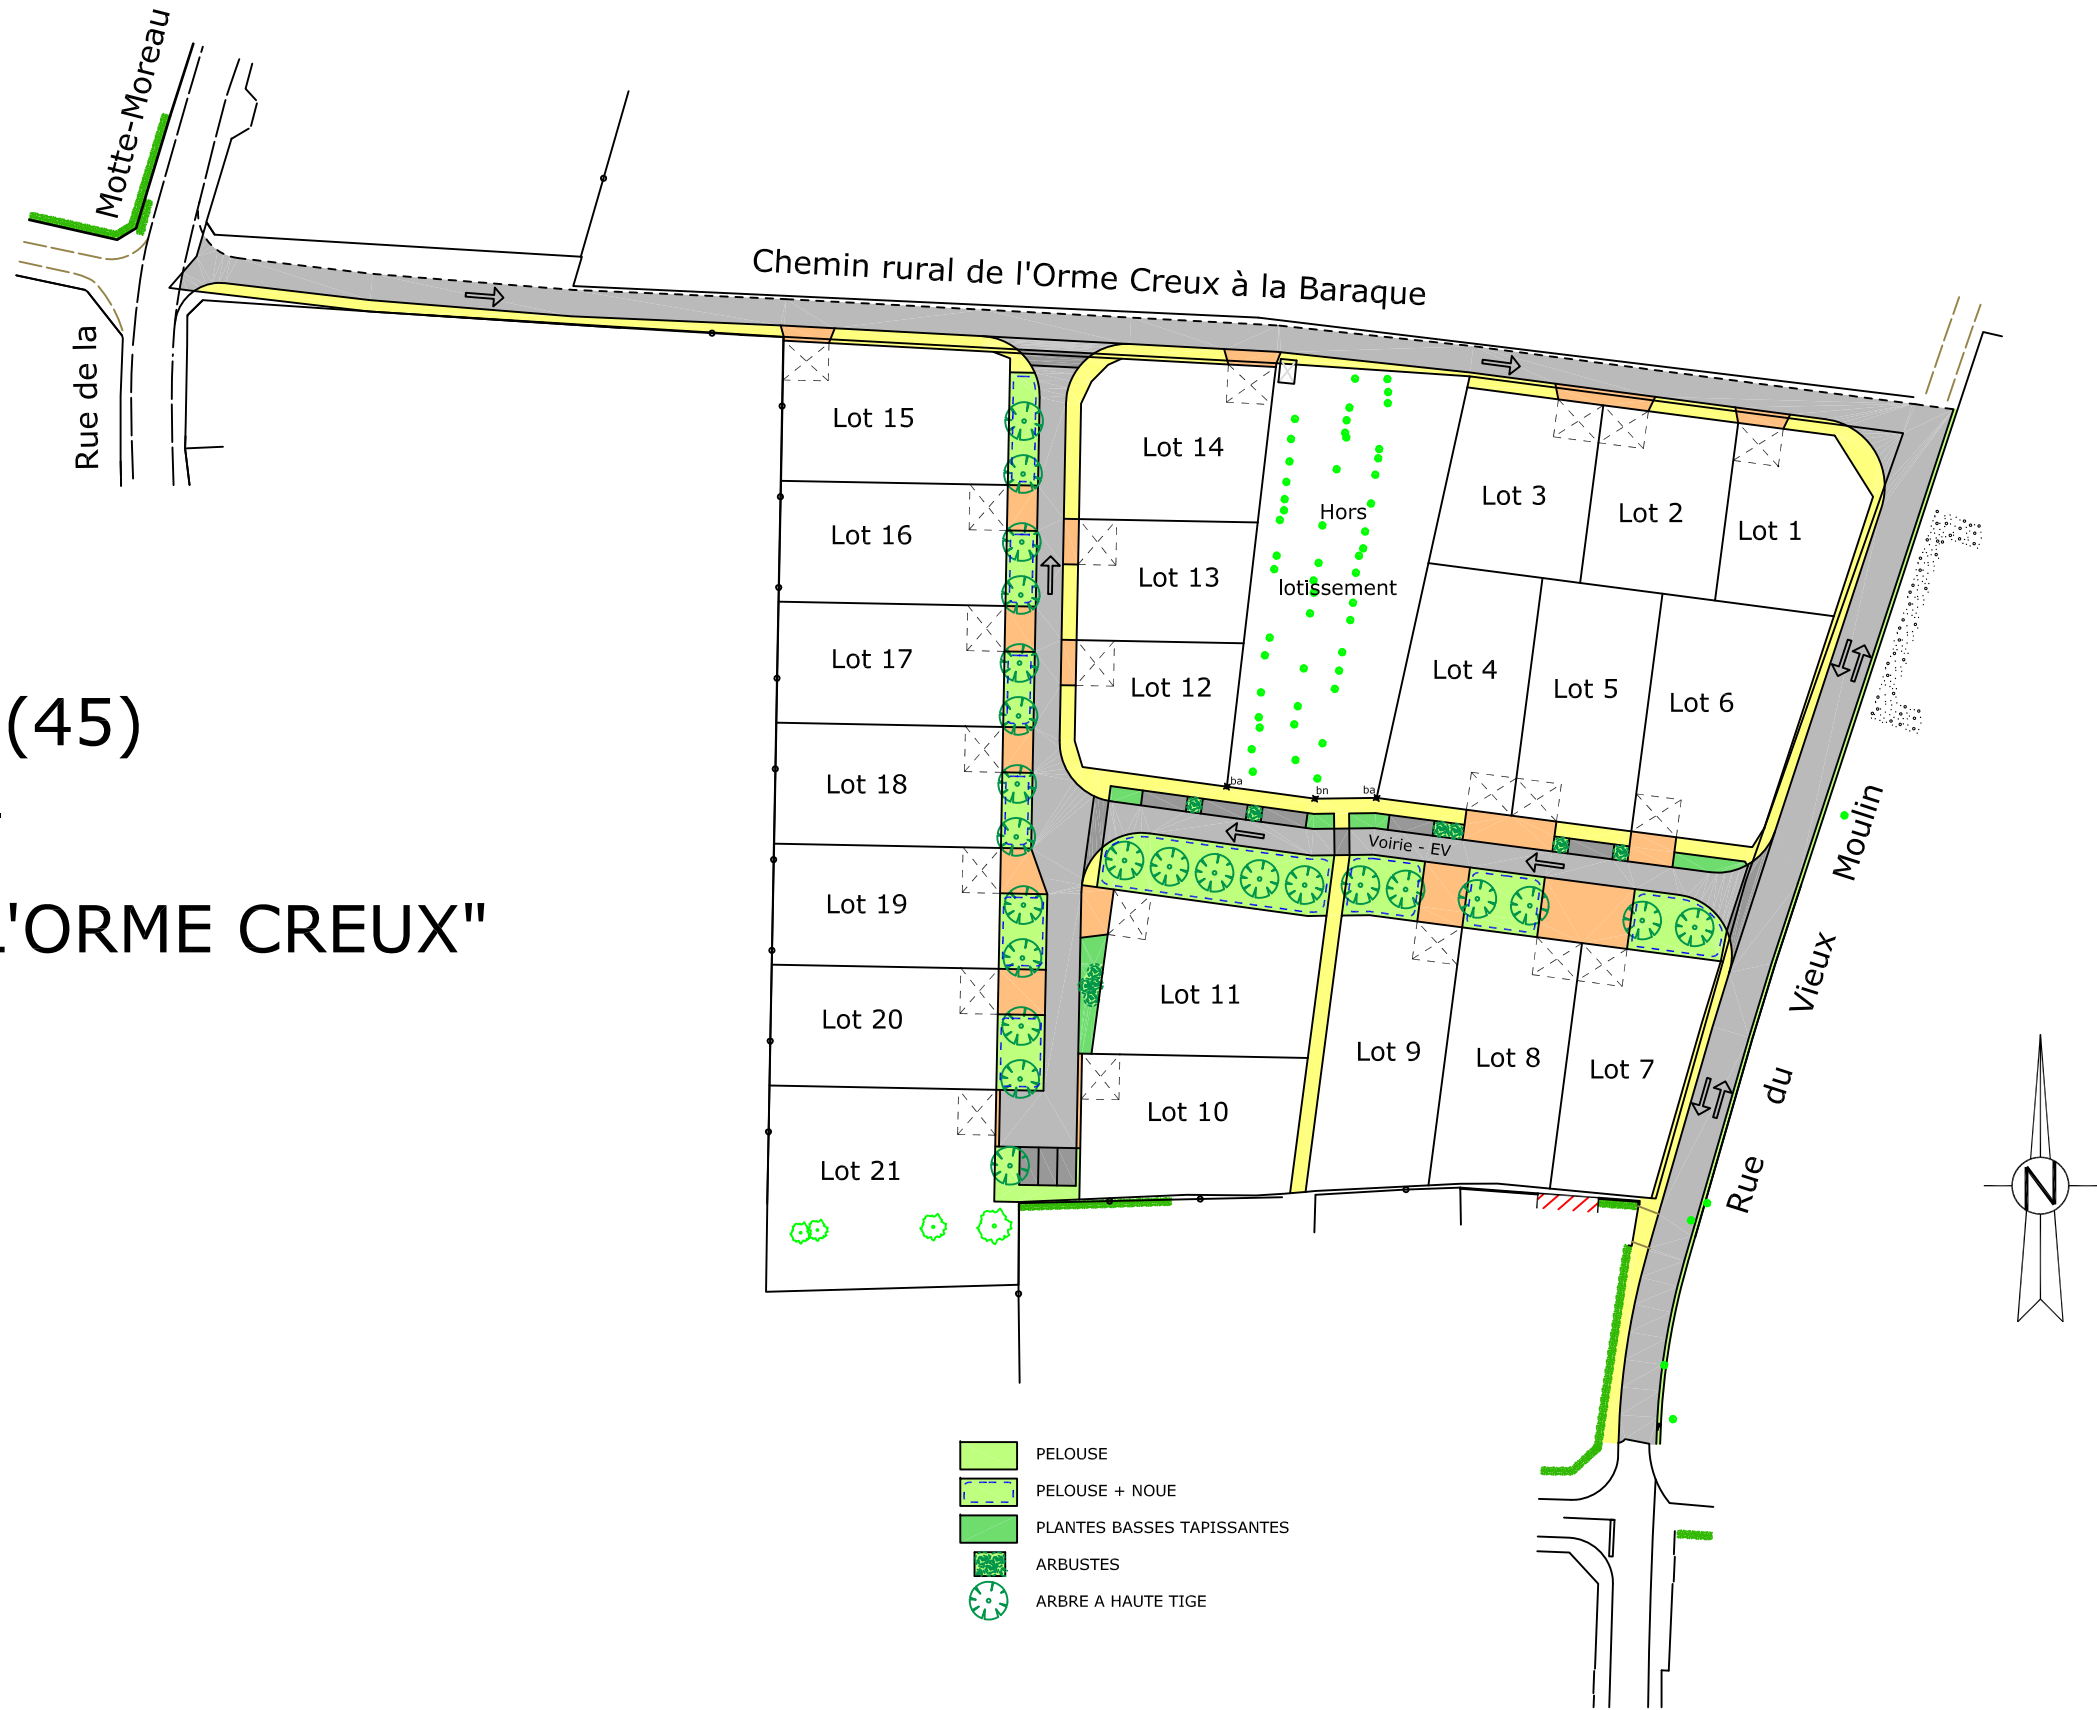 Motte-Moreau
Rue de la
Chemin rural de l'Orme Creux à la Baraque
Lot 15
Lot 14
Lot 3
Lot 2
Lot 1
Hors
lotissement
Lot 16
Lot 13
Lot 17
Lot 12
Lot 4
Lot 5
Lot 6
(45)
Lot 18
ba
bn
ba
Voirie - EV
Lot 19
L'ORME CREUX"
Lot 11
Lot 20
Lot 9
Lot 8
Lot 7
Lot 10
Lot 21
Rue du Vieux Moulin
N
PELOUSE
PELOUSE + NOUE
PLANTES BASSES TAPISSANTES
ARBUSTES
ARBRE A HAUTE TIGE